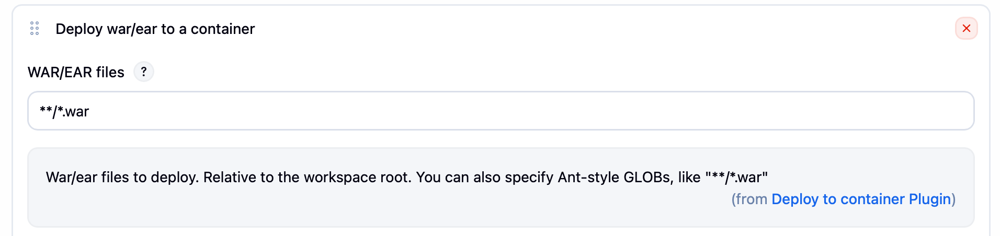 Deploy war/ear to a container
WAR/EAR files ?
**/*.war
War/ear files to deploy. Relative to the workspace root. You can also specify Ant-style GLOBs, like "**/*.war"
(from Deploy to container Plugin)